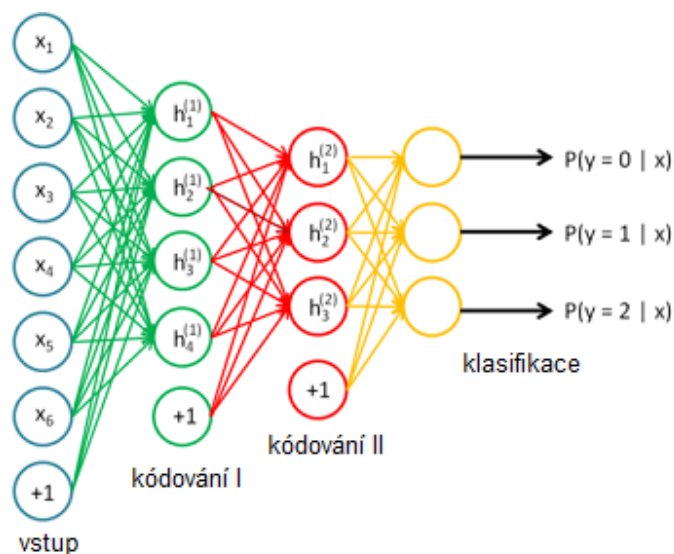 x₁
x₂
x₃
x₄
x₅
x₆
+1
vstup
h₁⁽¹⁾
h₂⁽¹⁾
h₃⁽¹⁾
h₄⁽¹⁾
+1
kódování I
h₁⁽²⁾
h₂⁽²⁾
h₃⁽²⁾
+1
kódování II
klasifikace
P(y = 0 | x)
P(y = 1 | x)
P(y = 2 | x)